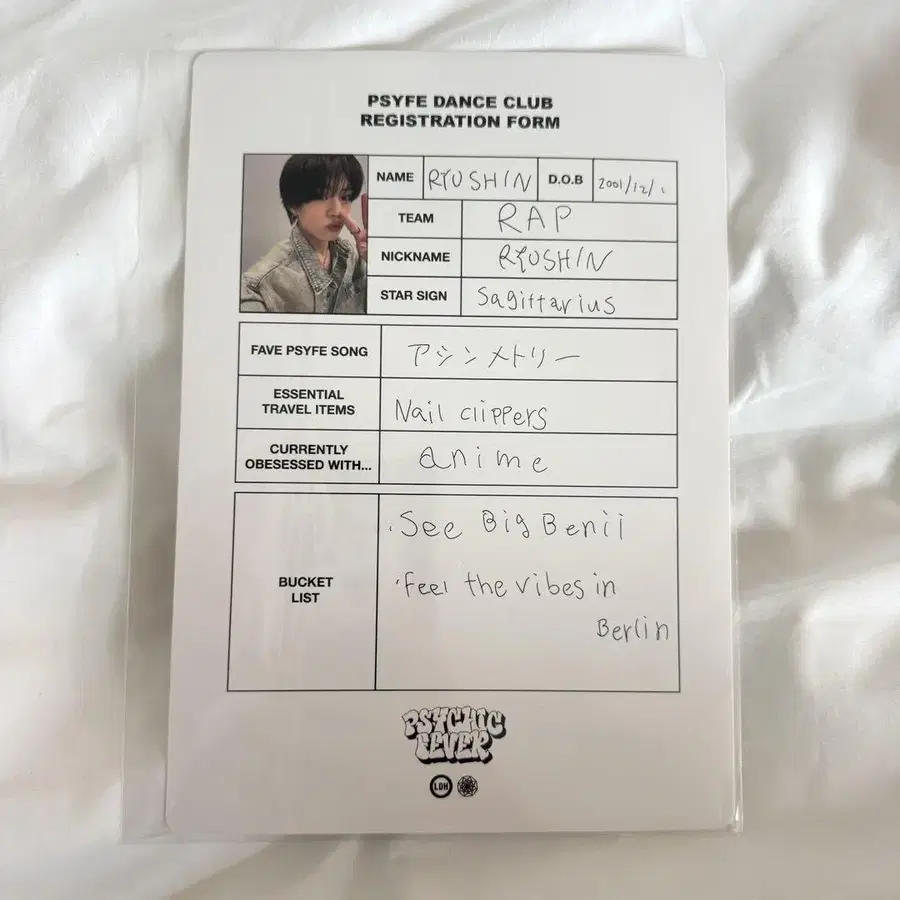 PSYFE DANCE CLUB
REGISTRATION FORM
NAME RYUSHIN D.O.B 2001/12/1
TEAM RAP
NICKNAME RYUSHIN
STAR SIGN Sagittarius
FAVE PSYFE SONG アシンメトリー
ESSENTIAL
TRAVEL ITEMS Nail clippers
CURRENTLY
OBESESSED WITH... anime
・See Big Ben!!
・Feel the vibes in
Berlin
BUCKET
LIST
PSYCHIC
FEVER
LDH